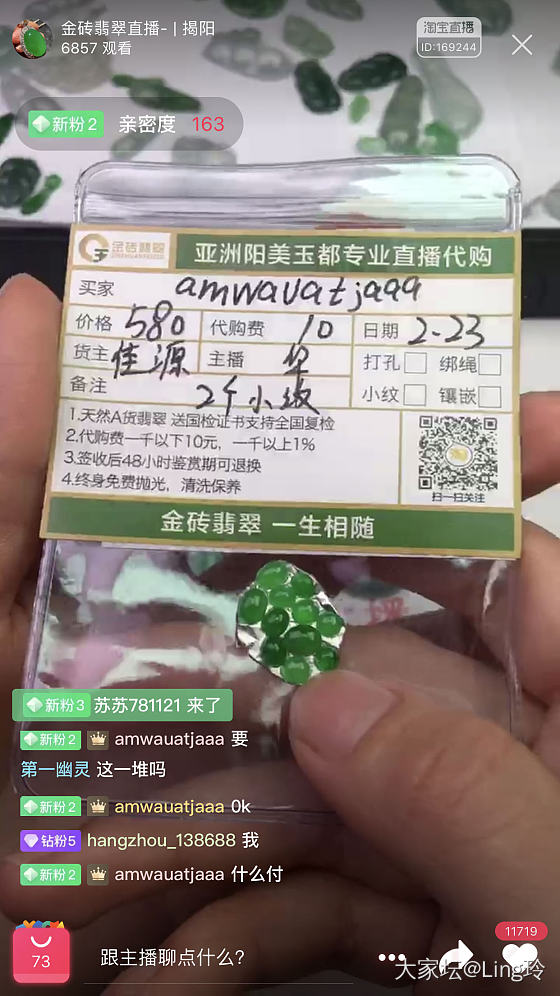 金砖翡翠直播- | 揭阳
6857 观看
淘宝直播
ID:169244
新粉 2 亲密度 163
金砖翡翠
亚洲阳美玉都专业直播代购
买家 amwauatjaaa
价格 580 代购费 10 日期 2-23
货主 佳源 主播 华 打孔 绑绳
备注 2千小级 小纹 镶嵌
1.天然A货翡翠 送国检证书支持全国复检
2.代购费一千以下10元，一千以上1%
3.签收后48小时鉴赏期可退换
4.终身免费抛光，清洗保养
扫一扫关注
金砖翡翠 一生相随
新粉3 苏苏781121 来了
新粉2 amwauatjaaa 要
第一幽灵 这一堆吗
新粉2 amwauatjaaa 0k
钻粉5 hangzhou_138688 我
新粉2 amwauatjaaa 什么付
73
跟主播聊点什么？
11719
大家坛@Ling玲